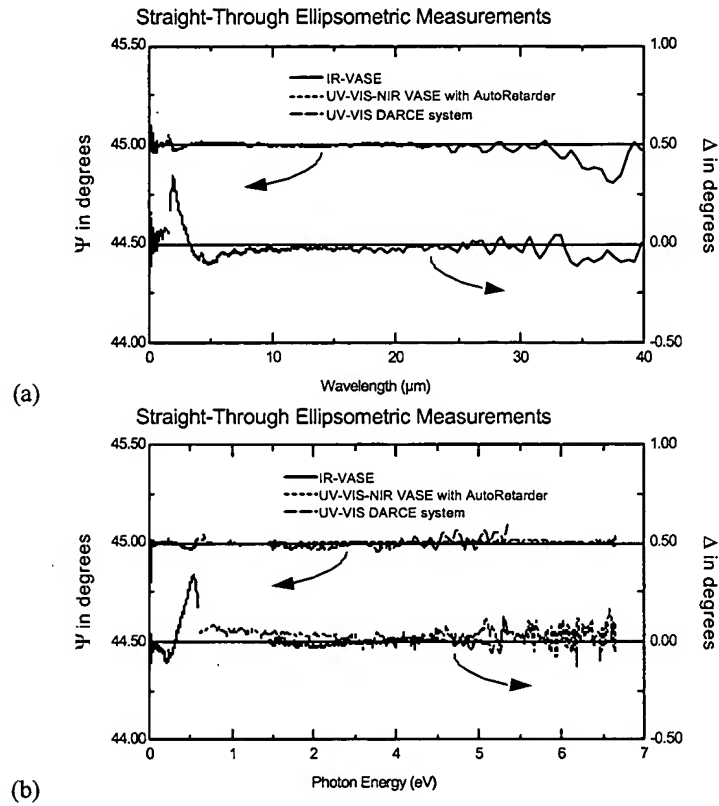 Straight-Through Ellipsometric Measurements
45.50
45.00
44.50
44.00
Ψ in degrees
IR-VASE
UV-VIS-NIR VASE with AutoRetarder
UV-VIS DARCE system
1.00
0.50
0.00
-0.50
Δ in degrees
0 10 20 30 40
Wavelength (µm)
(a)
Straight-Through Ellipsometric Measurements
45.50
45.00
44.50
44.00
Ψ in degrees
IR-VASE
UV-VIS-NIR VASE with AutoRetarder
UV-VIS DARCE system
1.00
0.50
0.00
-0.50
Δ in degrees
0 1 2 3 4 5 6 7
Photon Energy (eV)
(b)